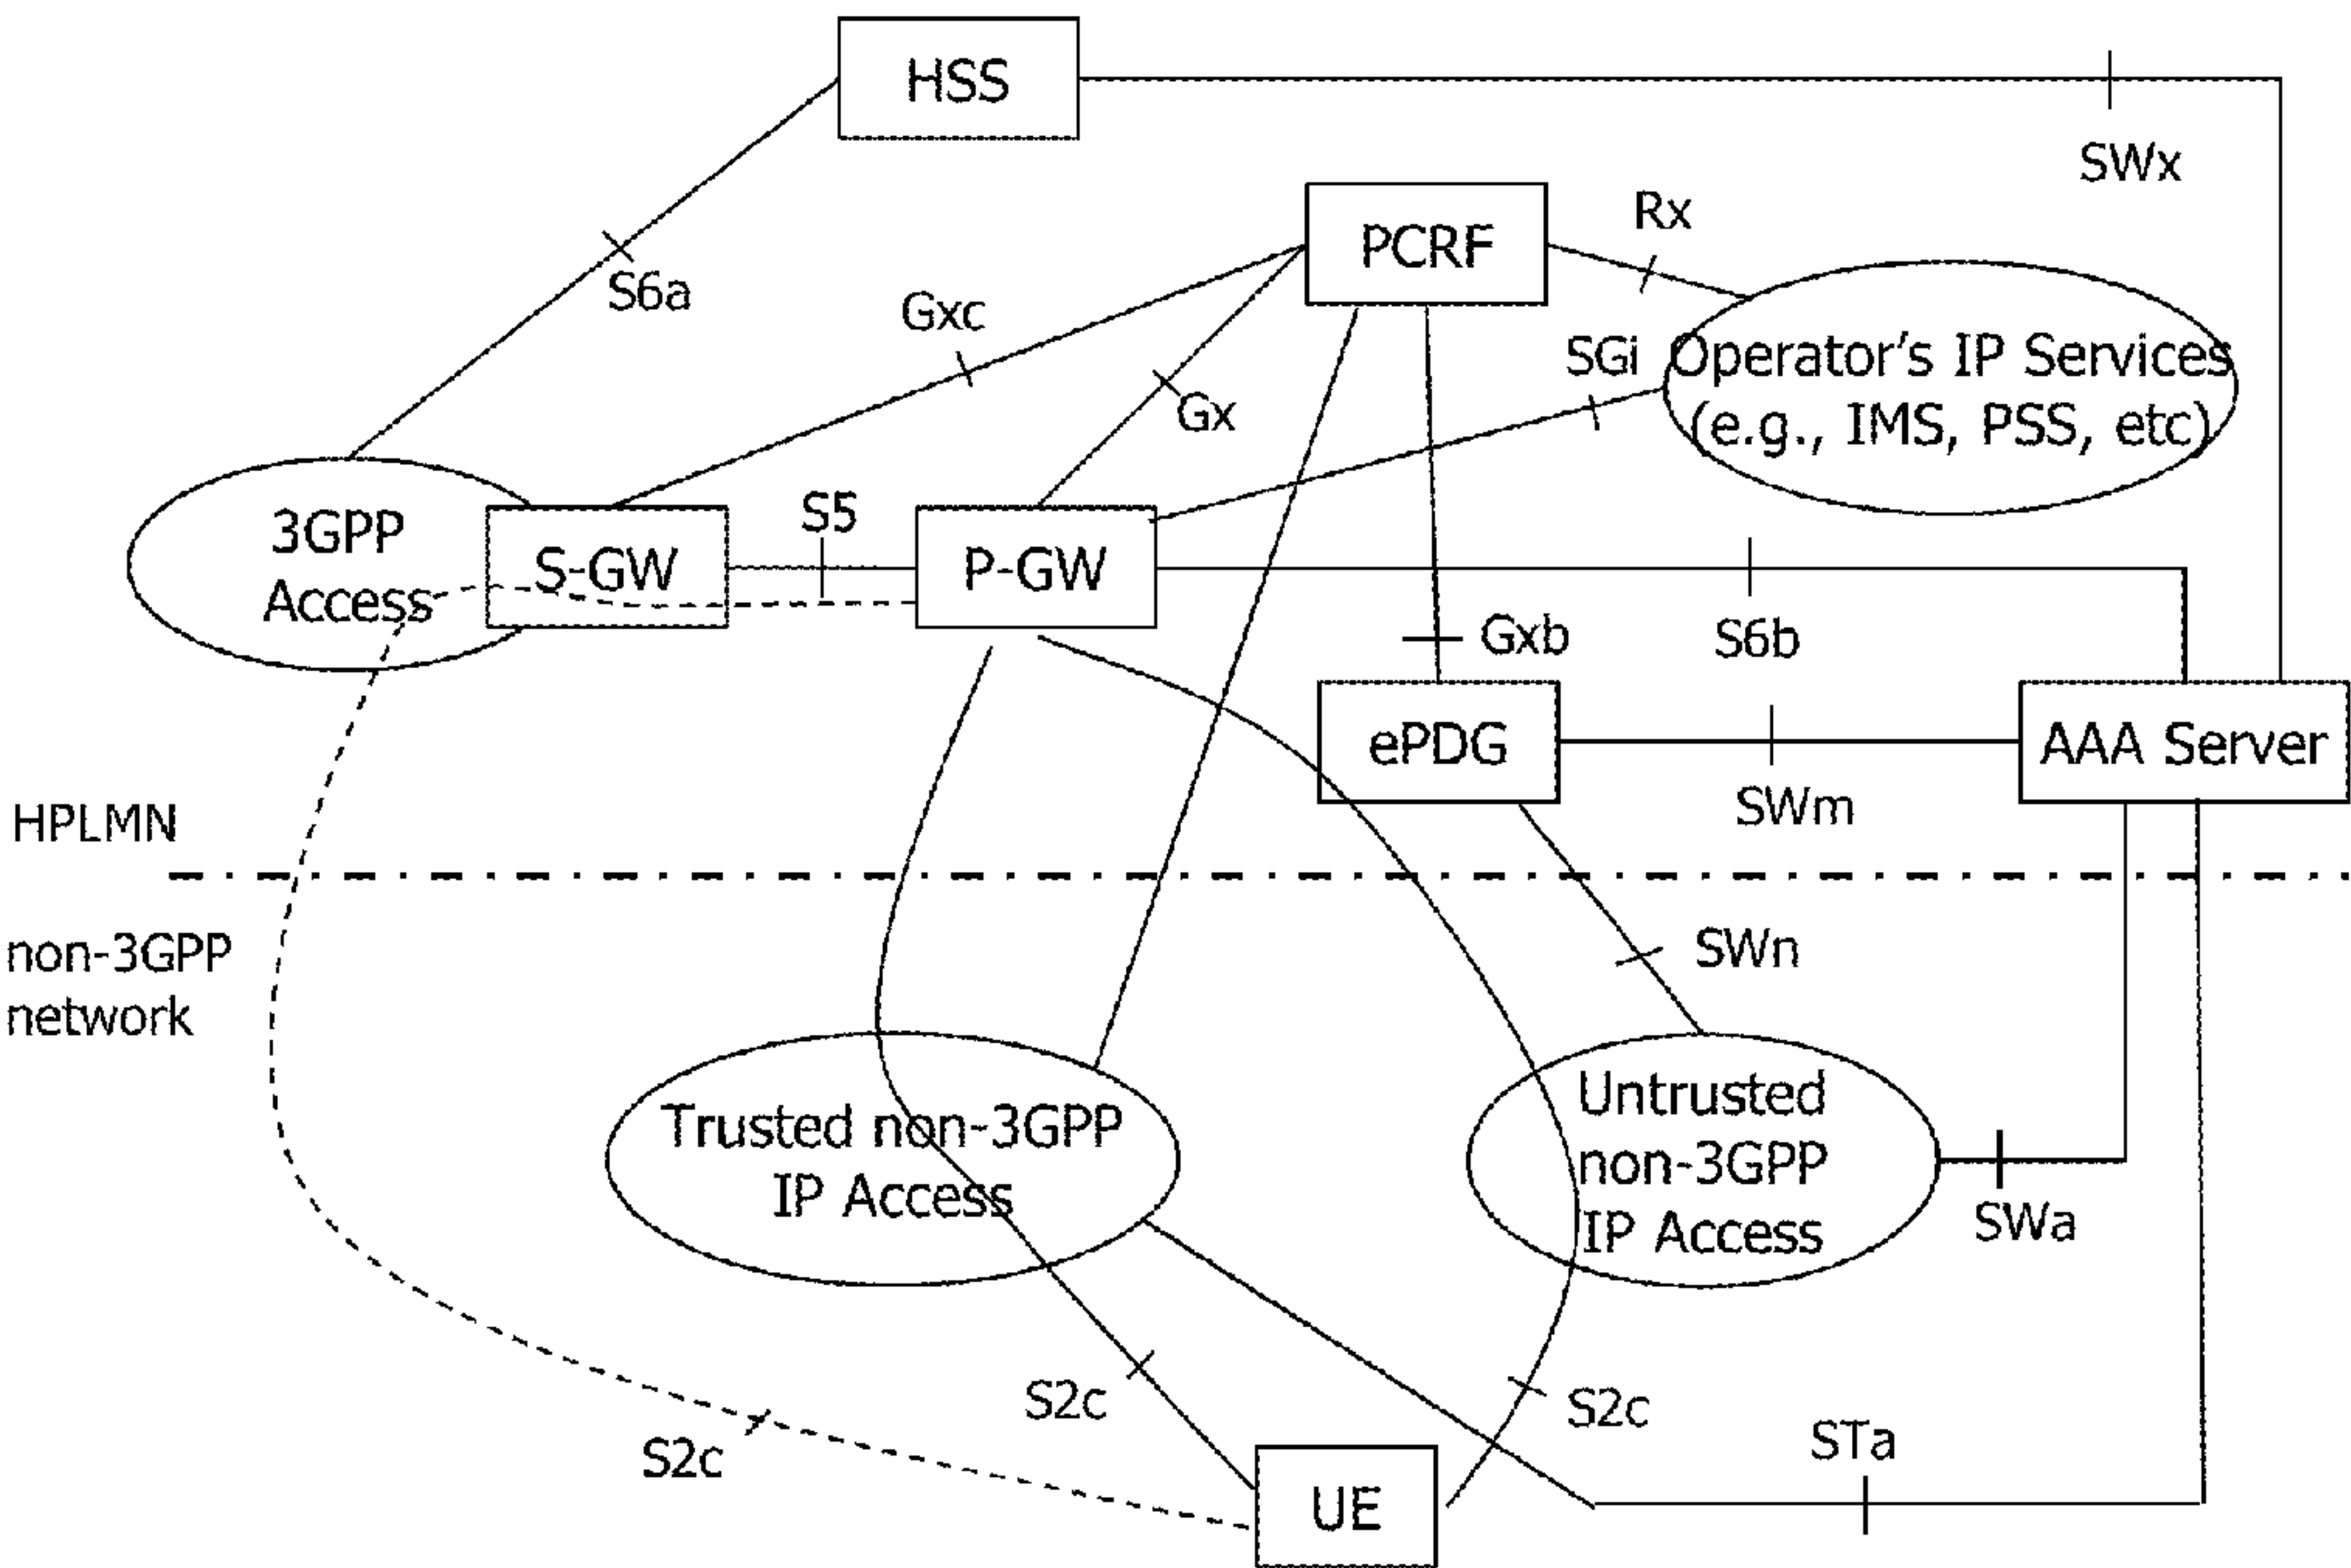 HSS
SWx
PCRF
Rx
S6a
Gxc
Gx
SGi
Operator's IP Services
(e.g., IMS, PSS, etc)
3GPP
Access
S-GW
S5
P-GW
Gxb
S6b
ePDG
AAA Server
SWm
HPLMN
non-3GPP
network
SWn
Trusted non-3GPP
IP Access
Untrusted
non-3GPP
IP Access
SWa
S2c
S2c
S2c
STa
UE